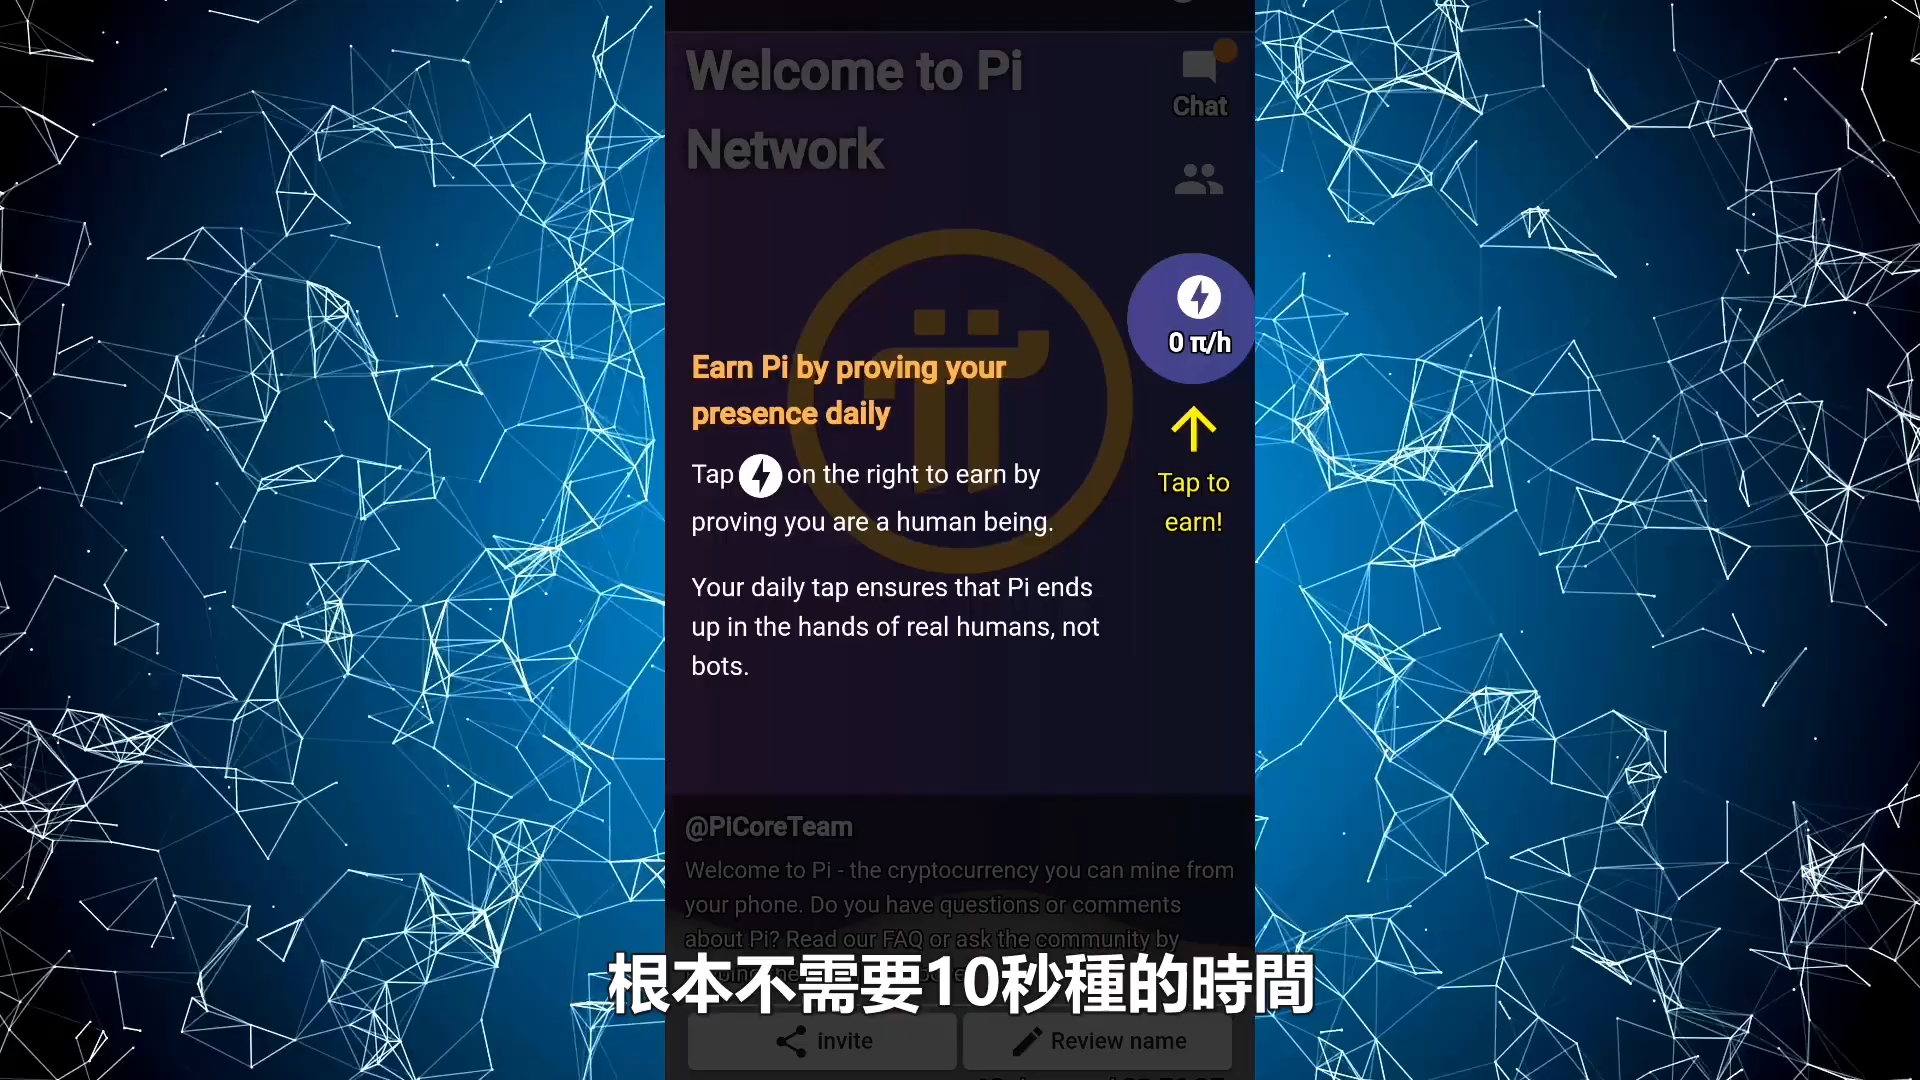 Welcome to Pi
Network
Chat
0 π/h
Earn Pi by proving your
presence daily
Tap on the right to earn by
proving you are a human being.
Tap to
earn!
Your daily tap ensures that Pi ends
up in the hands of real humans, not
bots.
@PiCoreTeam
Welcome to Pi - the cryptocurrency you can mine from
your phone. Do you have questions or comments
about Pi? Read our FAQ or ask the community by
根本不需要10秒種的時間
invite
Review name